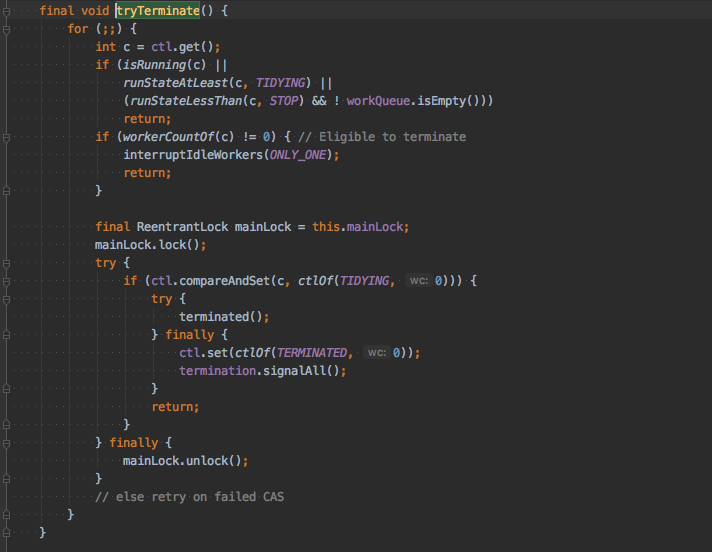 final void tryTerminate() {
for (;;) {
int c = ctl.get();
if (isRunning(c) ||
runStateAtLeast(c, TIDYING) ||
(runStateLessThan(c, STOP) && ! workQueue.isEmpty()))
return;
if (workerCountOf(c) != 0) { // Eligible to terminate
interruptIdleWorkers(ONLY_ONE);
return;
}
final ReentrantLock mainLock = this.mainLock;
mainLock.lock();
try {
if (ctl.compareAndSet(c, ctlOf(TIDYING, wc: 0))) {
try {
terminated();
} finally {
ctl.set(ctlOf(TERMINATED, wc: 0));
termination.signalAll();
}
return;
}
} finally {
mainLock.unlock();
}
// else retry on failed CAS
}
}